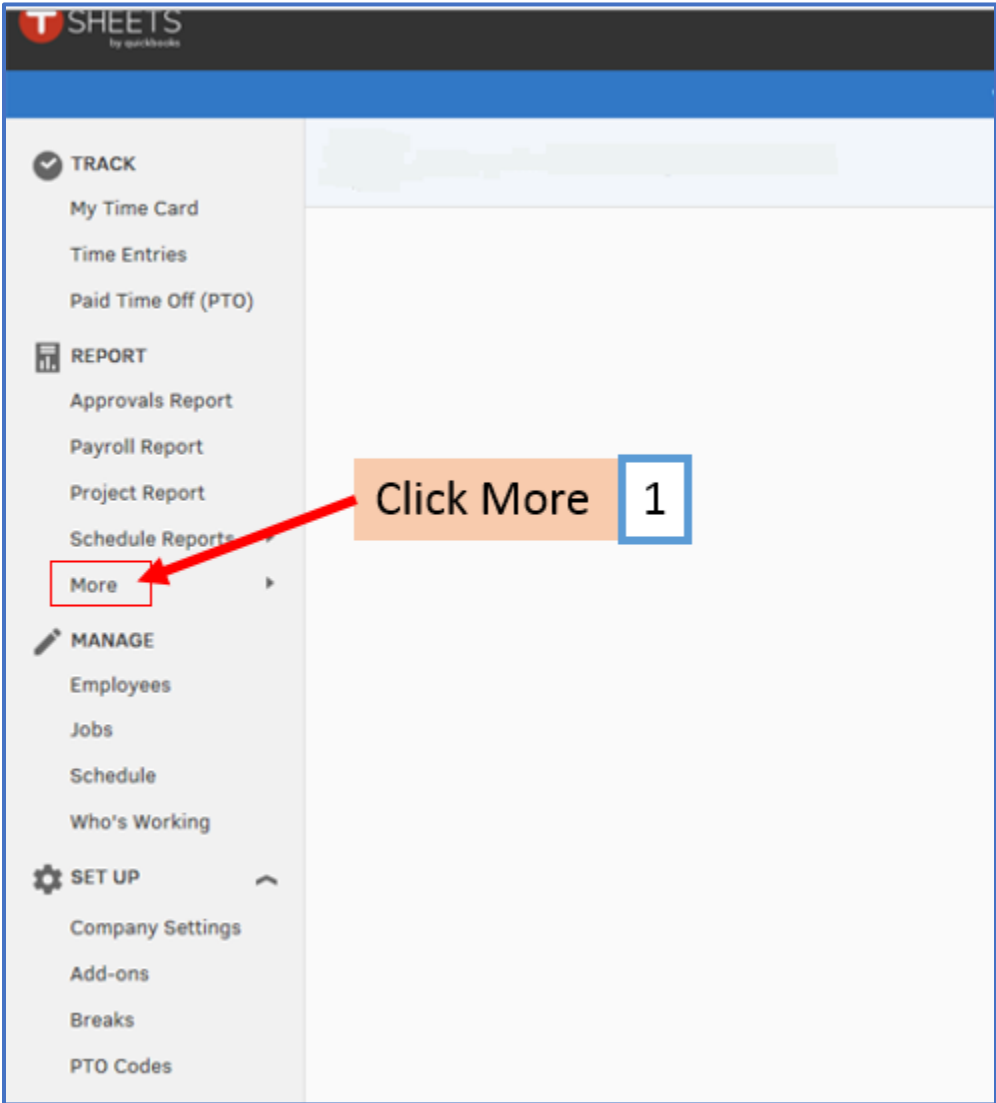 T SHEETS
by quickbooks
TRACK
My Time Card
Time Entries
Paid Time Off (PTO)
REPORT
Approvals Report
Payroll Report
Project Report
Schedule Reports
More
Click More 1
MANAGE
Employees
Jobs
Schedule
Who's Working
SET UP
Company Settings
Add-ons
Breaks
PTO Codes